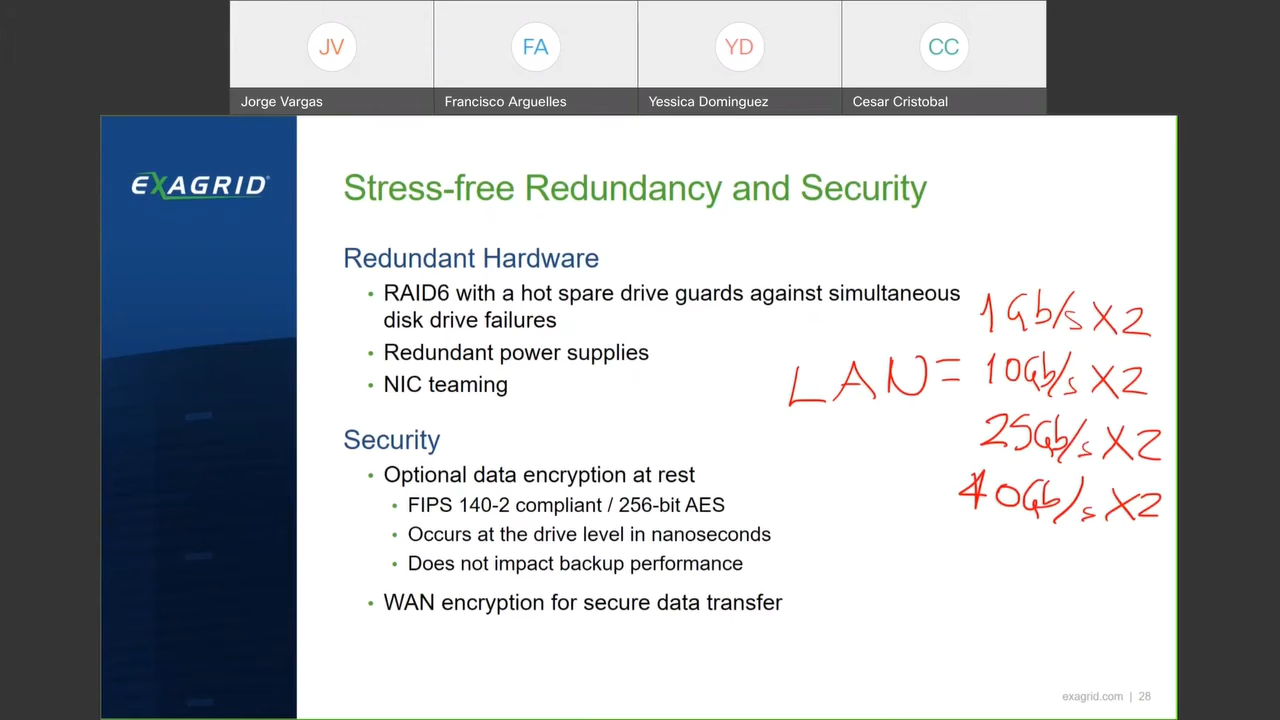 JV FA YD CC
Jorge Vargas Francisco Arguelles Yessica Dominguez Cesar Cristobal
EXAGRID®
Stress-free Redundancy and Security
Redundant Hardware
• RAID6 with a hot spare drive guards against simultaneous
disk drive failures
• Redundant power supplies
• NIC teaming
Security
• Optional data encryption at rest
• FIPS 140-2 compliant / 256-bit AES
• Occurs at the drive level in nanoseconds
• Does not impact backup performance
• WAN encryption for secure data transfer
1Gb/s X2
LAN= 10Gb/s X2
25Gb/s X2
40Gb/s X2
exagrid.com | 28